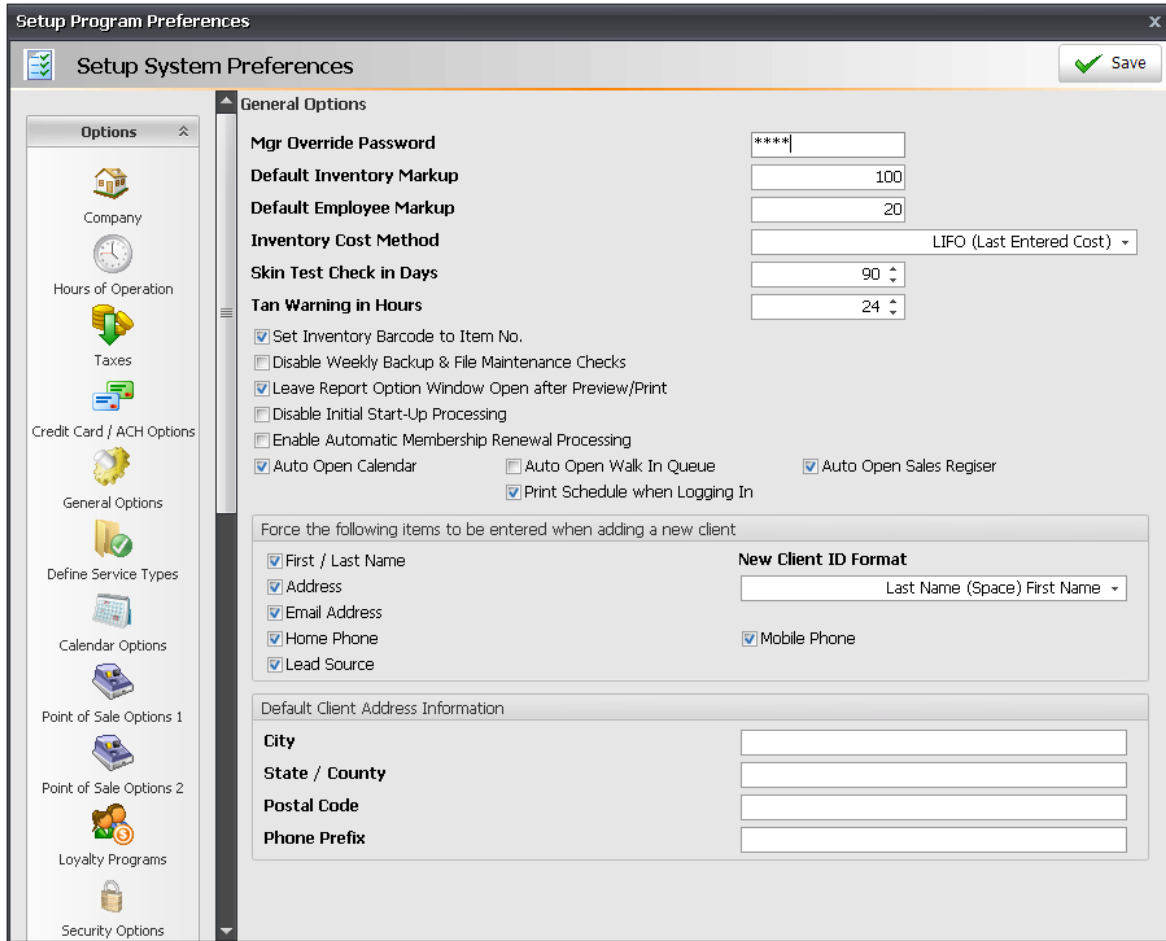 Setup Program Preferences
x
Setup System Preferences
Save
Options
Company
Hours of Operation
Taxes
Credit Card / ACH Options
General Options
Define Service Types
Calendar Options
Point of Sale Options 1
Point of Sale Options 2
Loyalty Programs
Security Options
General Options
Mgr Override Password ****
Default Inventory Markup 100
Default Employee Markup 20
Inventory Cost Method LIFO (Last Entered Cost)
Skin Test Check in Days 90
Tan Warning in Hours 24
Set Inventory Barcode to Item No.
Disable Weekly Backup & File Maintenance Checks
Leave Report Option Window Open after Preview/Print
Disable Initial Start-Up Processing
Enable Automatic Membership Renewal Processing
Auto Open Calendar Auto Open Walk In Queue Auto Open Sales Regiser
Print Schedule when Logging In
Force the following items to be entered when adding a new client
First / Last Name New Client ID Format
Address Last Name (Space) First Name
Email Address
Home Phone Mobile Phone
Lead Source
Default Client Address Information
City
State / County
Postal Code
Phone Prefix